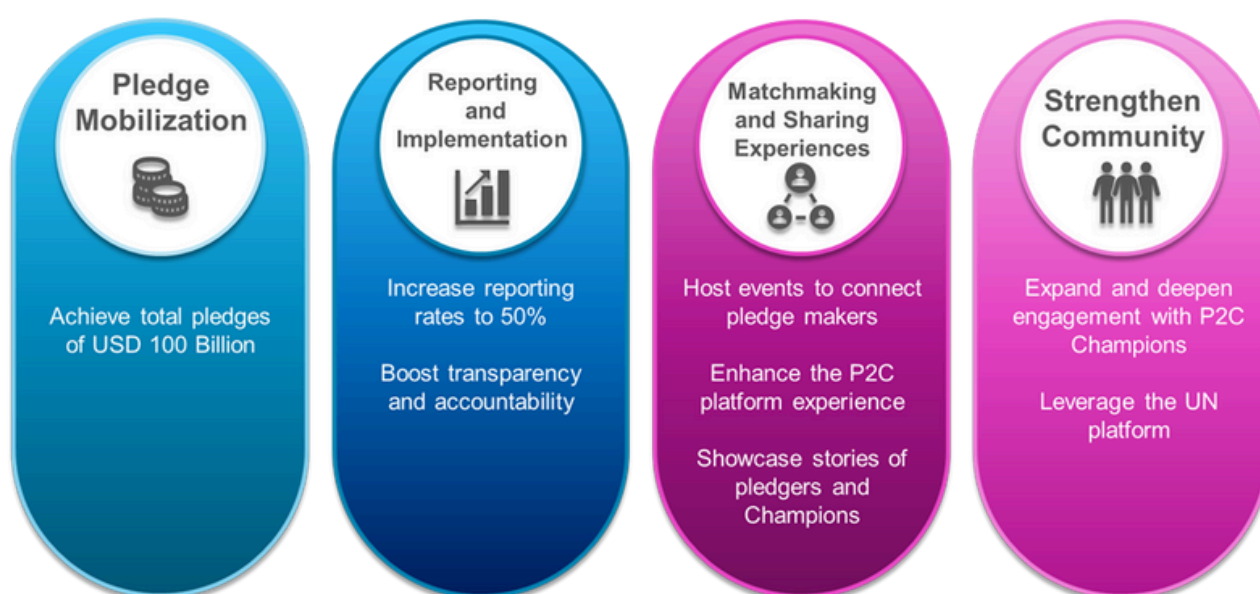 Pledge
Mobilization
Achieve total pledges
of USD 100 Billion
Reporting
and
Implementation
Increase reporting
rates to 50%
Boost transparency
and accountability
Matchmaking
and Sharing
Experiences
Host events to connect
pledge makers
Enhance the P2C
platform experience
Showcase stories of
pledgers and
Champions
Strengthen
Community
Expand and deepen
engagement with P2C
Champions
Leverage the UN
platform